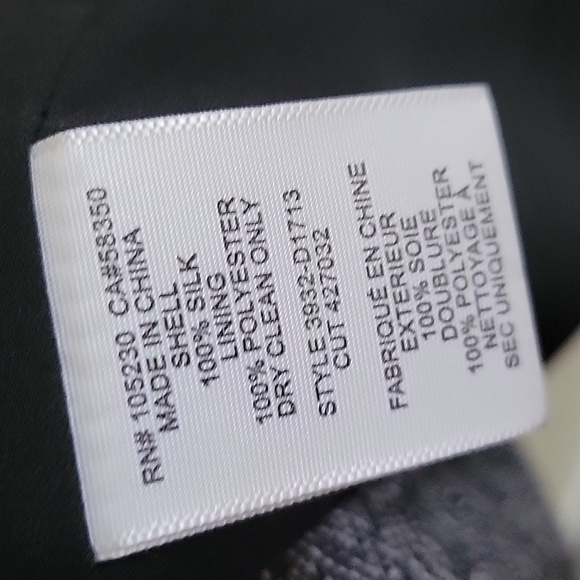 RN# 105230 CA#58350
MADE IN CHINA
SHELL
100% SILK
LINING
100% POLYESTER
DRY CLEAN ONLY
STYLE 3932-D1713
CUT 427032
FABRIQUÉ EN CHINE
EXTERIEUR
100% SOIE
DOUBLURE
100% POLYESTER
NETTOYAGE À
SEC UNIQUEMENT